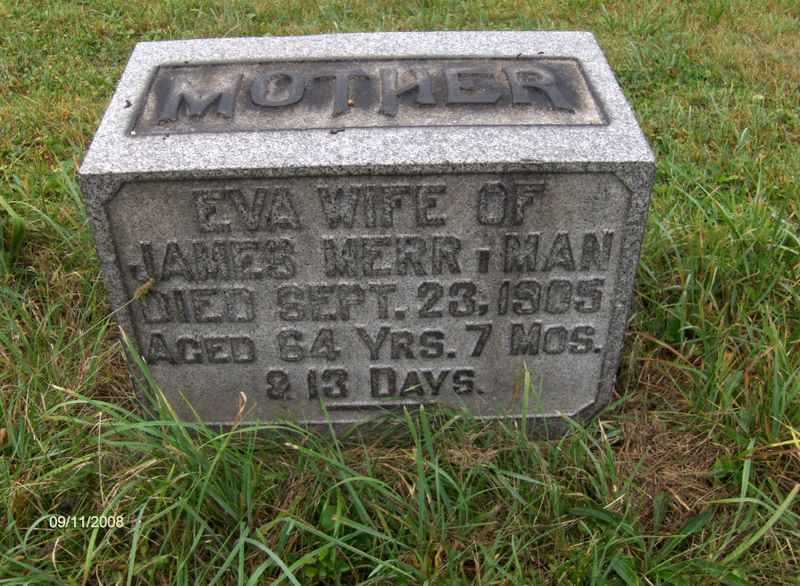 MOTHER
EVA WIFE OF
JAMES MERRIMAN
DIED SEPT. 23, 1905
AGED 64 YRS. 7 MOS.
& 13 DAYS.
09/11/2008